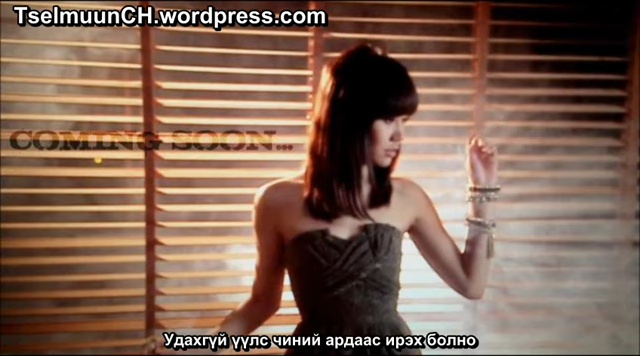 TselmuunCH.wordpress.com
COMING SOON...
Удахгүй үүлс чиний ардаас ирэх болно